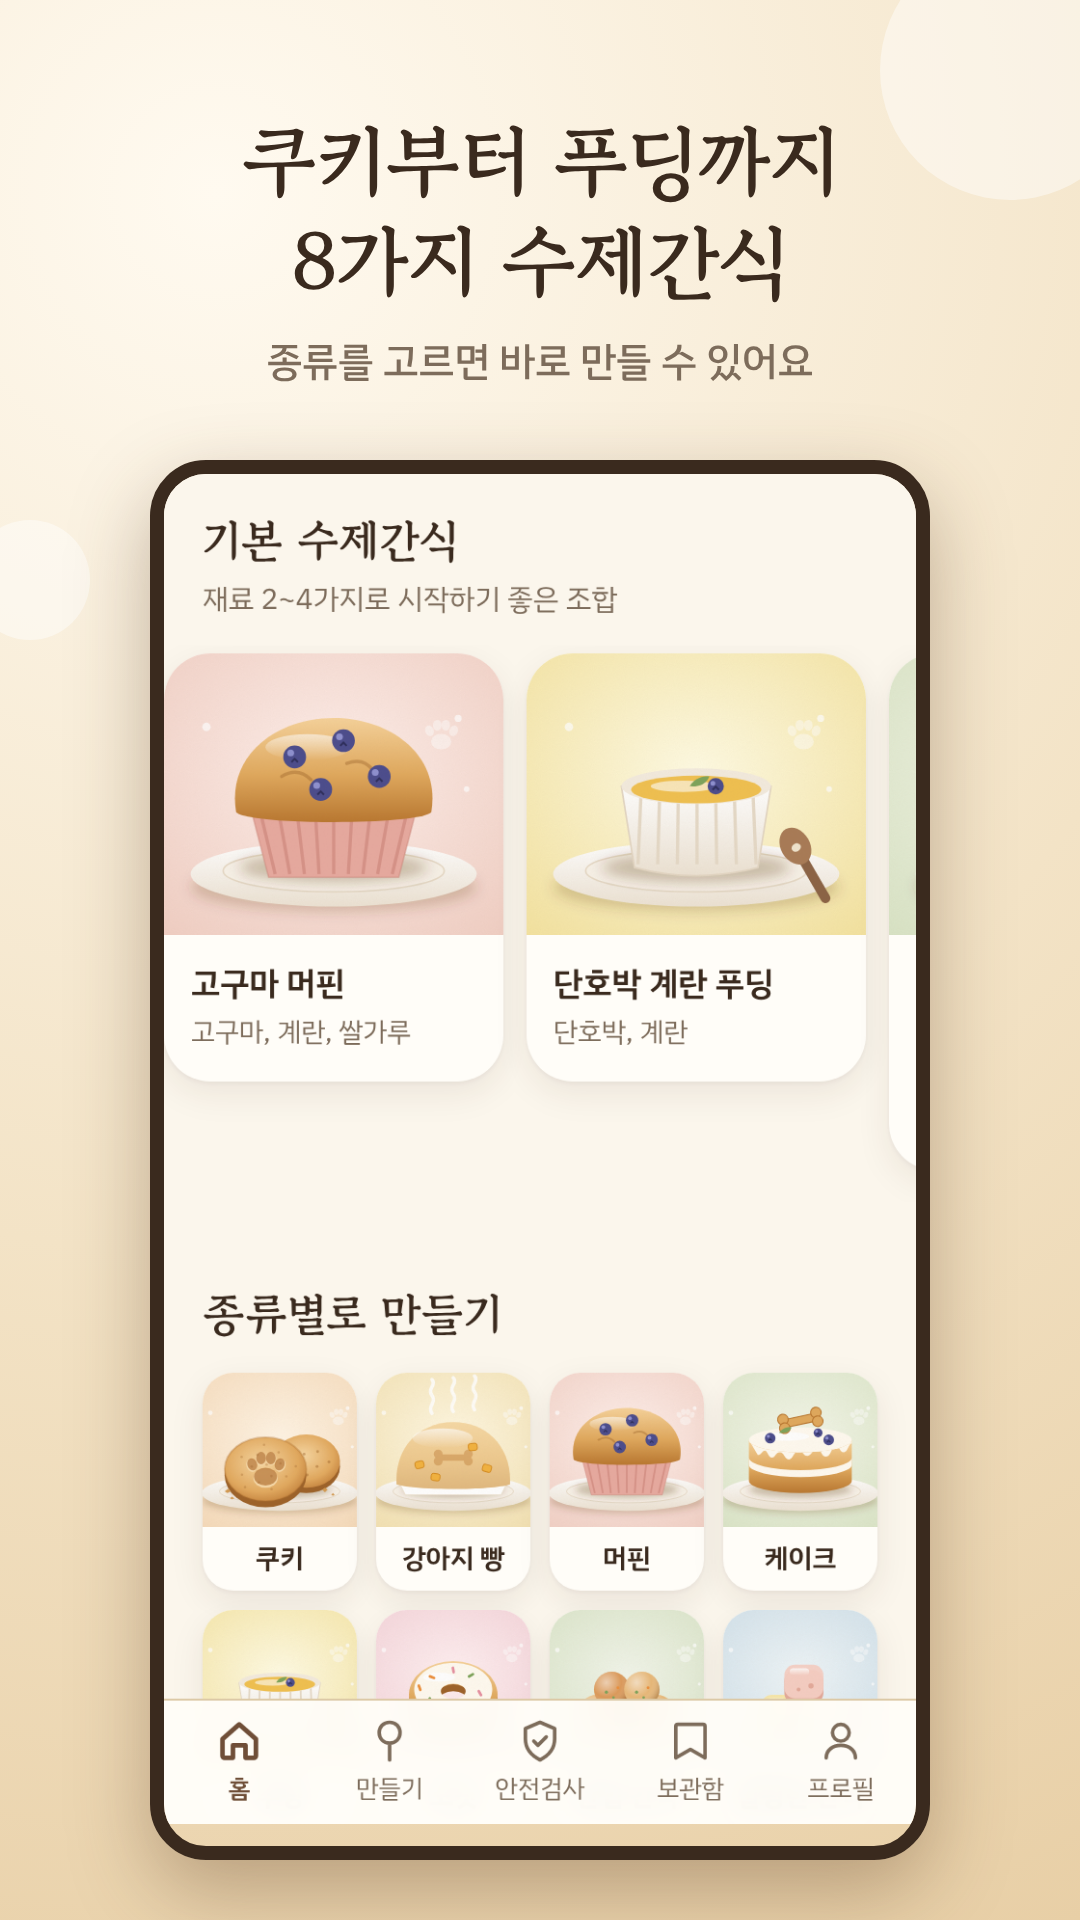 쿠키부터 푸딩까지
8가지 수제간식
종류를 고르면 바로 만들 수 있어요
기본 수제간식
재료 2~4가지로 시작하기 좋은 조합
고구마 머핀
고구마, 계란, 쌀가루
단호박 계란 푸딩
단호박, 계란
종류별로 만들기
쿠키
강아지 빵
머핀
케이크
홈
만들기
안전검사
보관함
프로필